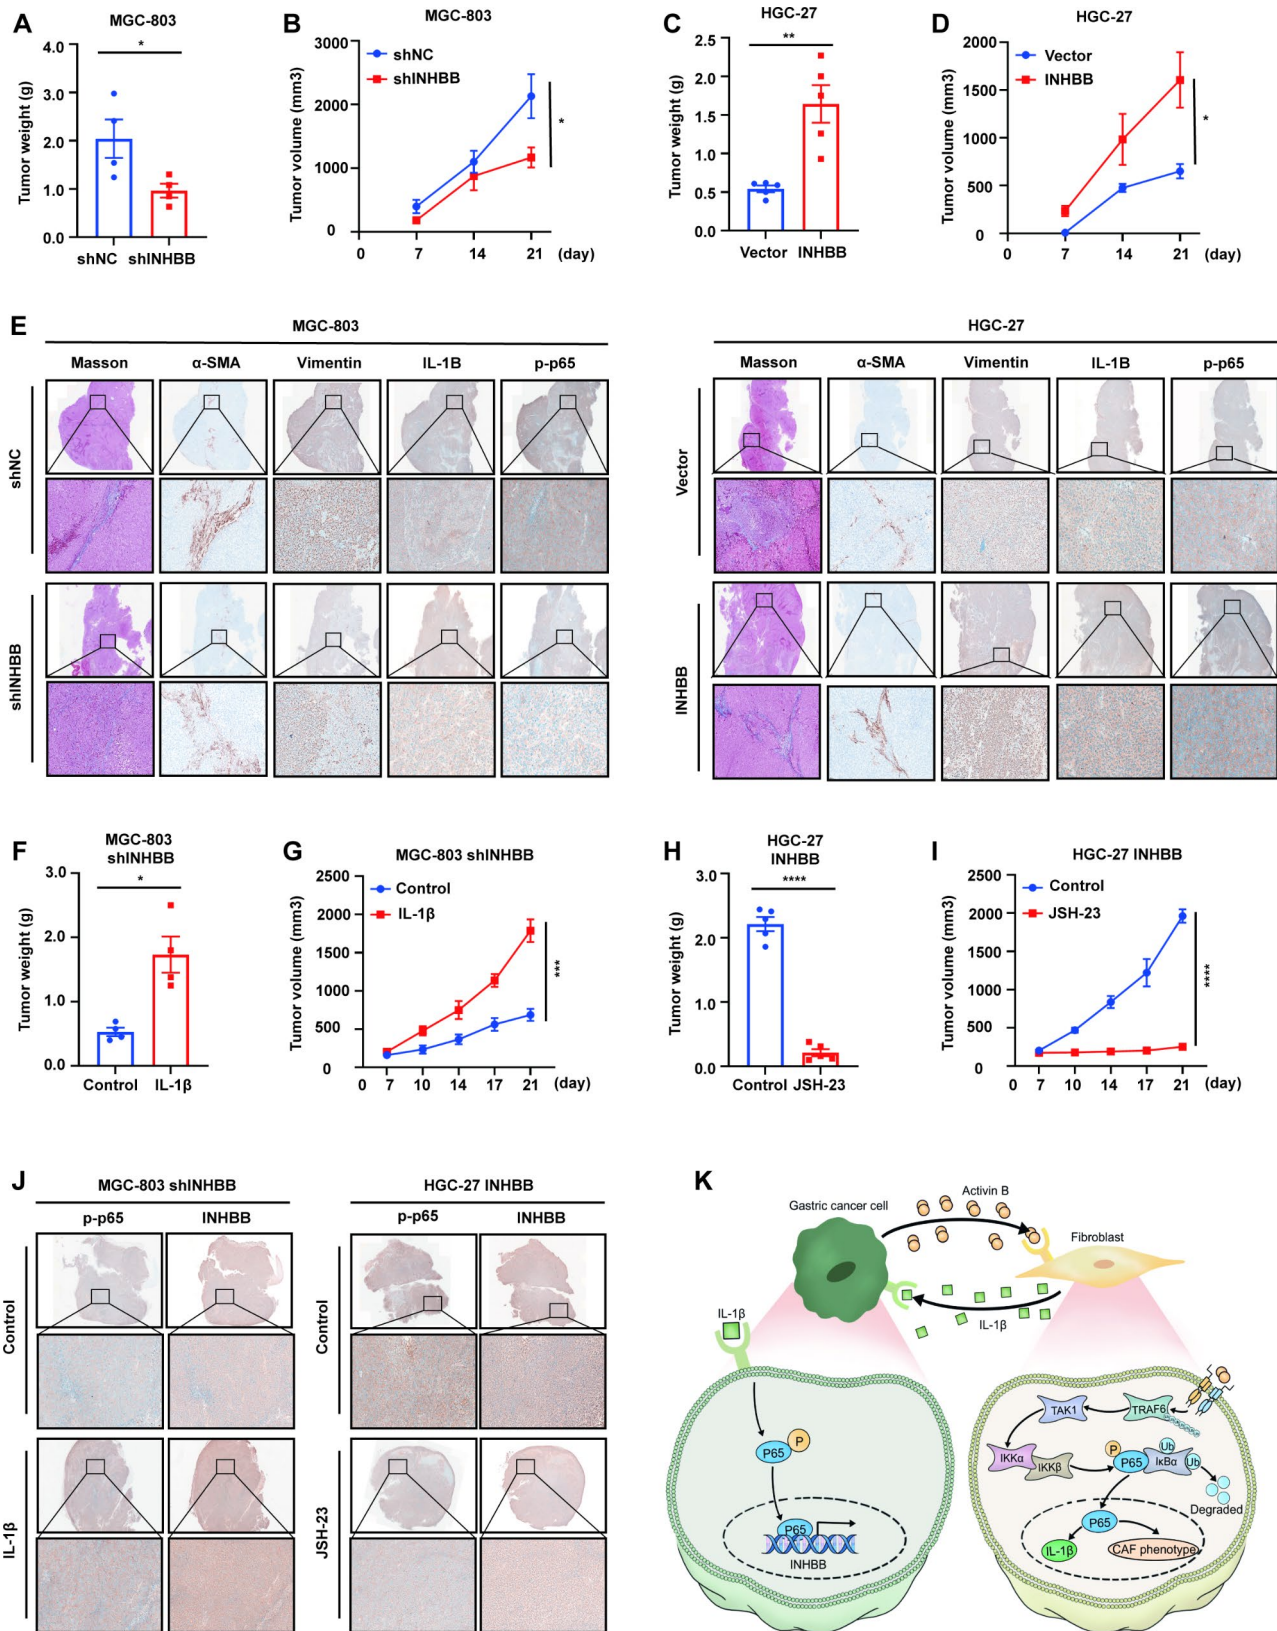 A
MGC-803
*
Tumor weight (g)
4.0
3.0
2.0
1.0
0.0
shNC shINHBB
B
MGC-803
shNC
shINHBB
Tumor volume (mm3)
3000
2000
1000
0
*
0 7 14 21 (day)
C
HGC-27
**
Tumor weight (g)
2.5
2.0
1.5
1.0
0.5
0.0
Vector INHBB
D
HGC-27
Vector
INHBB
Tumor volume (mm3)
2000
1500
1000
500
0
*
0 7 14 21 (day)
E
MGC-803
Masson α-SMA Vimentin IL-1B p-p65
shNC
shINHBB
HGC-27
Masson α-SMA Vimentin IL-1B p-p65
Vector
INHBB
F
MGC-803
shINHBB
*
Tumor weight (g)
3.0
2.0
1.0
0.0
Control IL-1β
G
MGC-803 shINHBB
Control
IL-1β
Tumor volume (mm3)
2500
2000
1500
1000
500
0
***
0 7 10 14 17 21 (day)
H
HGC-27
INHBB
****
Tumor weight (g)
3.0
2.0
1.0
0.0
Control JSH-23
I
HGC-27 INHBB
Control
JSH-23
Tumor volume (mm3)
2500
2000
1500
1000
500
0
****
0 7 10 14 17 21 (day)
J
MGC-803 shINHBB
p-p65 INHBB
Control
IL-1β
HGC-27 INHBB
p-p65 INHBB
Control
JSH-23
K
Gastric cancer cell
Activin B
Fibroblast
IL-1β
IL-1β
P65
P
P65
INHBB
TAK1
TRAF6
IKKα
IKKβ
P
P65
IκBα
Ub
Ub
Degraded
P65
IL-1β
CAF phenotype